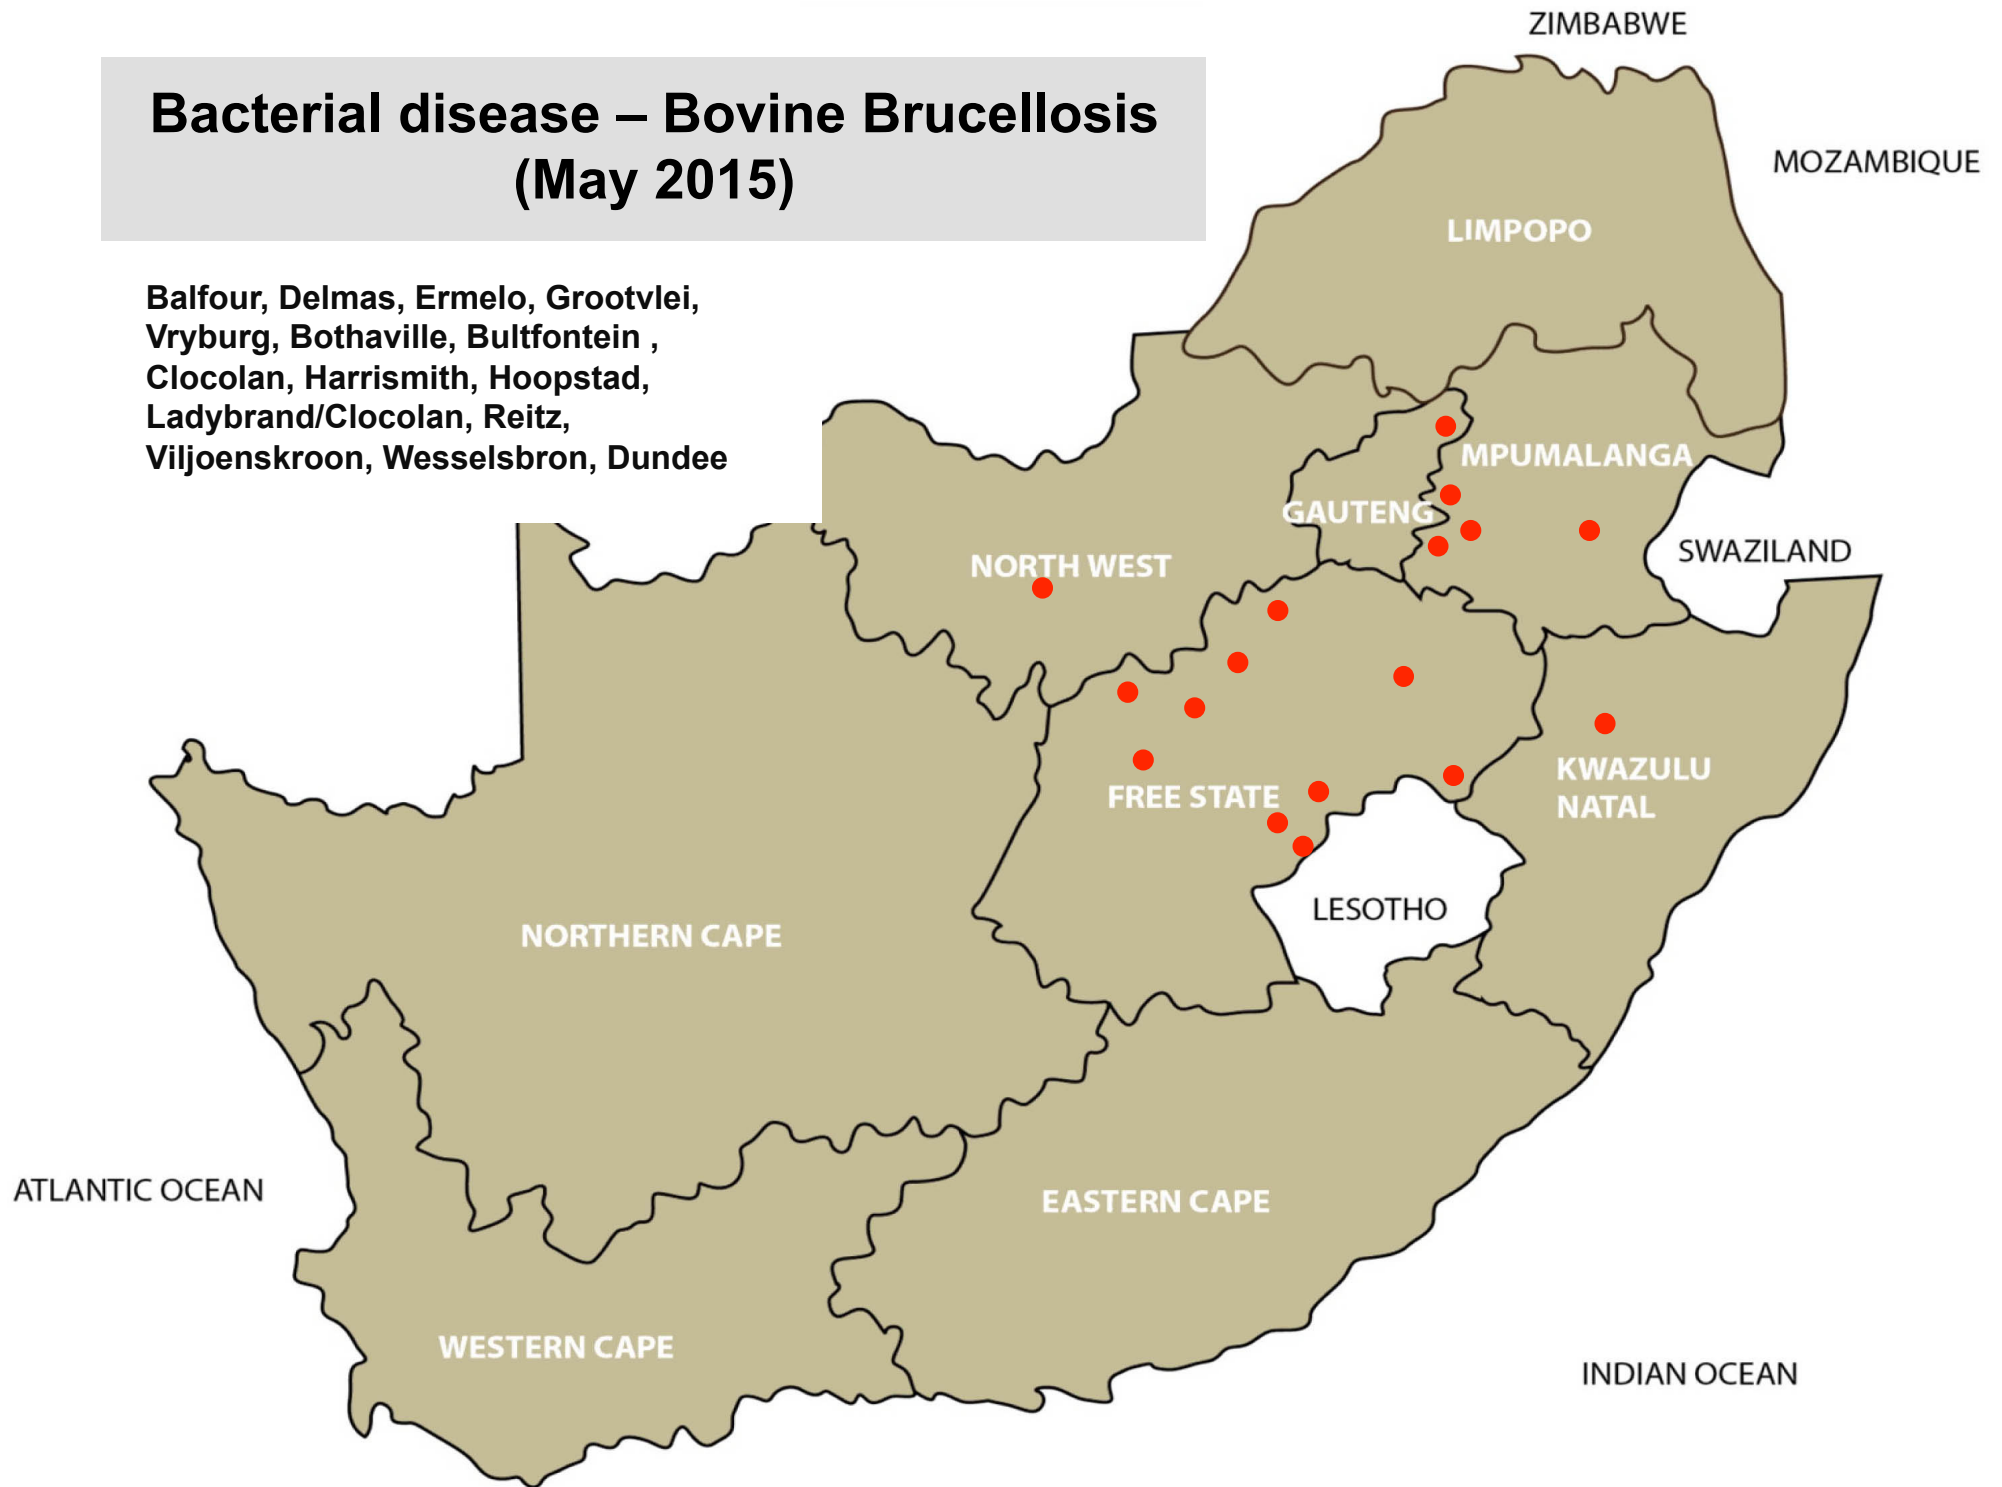 ZIMBABWE
Bacterial disease – Bovine Brucellosis
(May 2015)
MOZAMBIQUE
LIMPOPO
Balfour, Delmas, Ermelo, Grootvlei,
Vryburg, Bothaville, Bultfontein ,
Clocolan, Harrismith, Hoopstad,
Ladybrand/Clocolan, Reitz,
Viljoenskroon, Wesselsbron, Dundee
MPUMALANGA
GAUTENG
SWAZILAND
NORTH WEST
KWAZULU
NATAL
FREE STATE
LESOTHO
NORTHERN CAPE
ATLANTIC OCEAN
EASTERN CAPE
WESTERN CAPE
INDIAN OCEAN